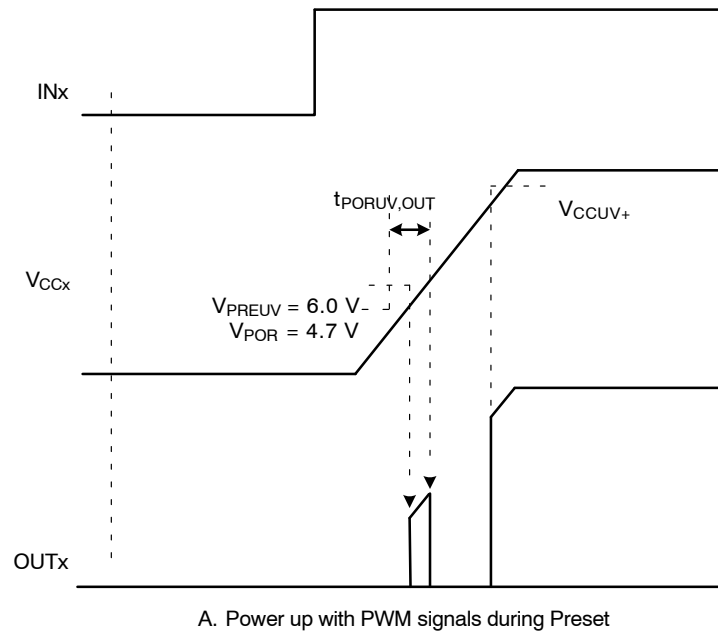 INx
tPORUV,OUT
VCCUV+
VCCx
VPREUV = 6.0 V
VPOR = 4.7 V
OUTx
A. Power up with PWM signals during Preset